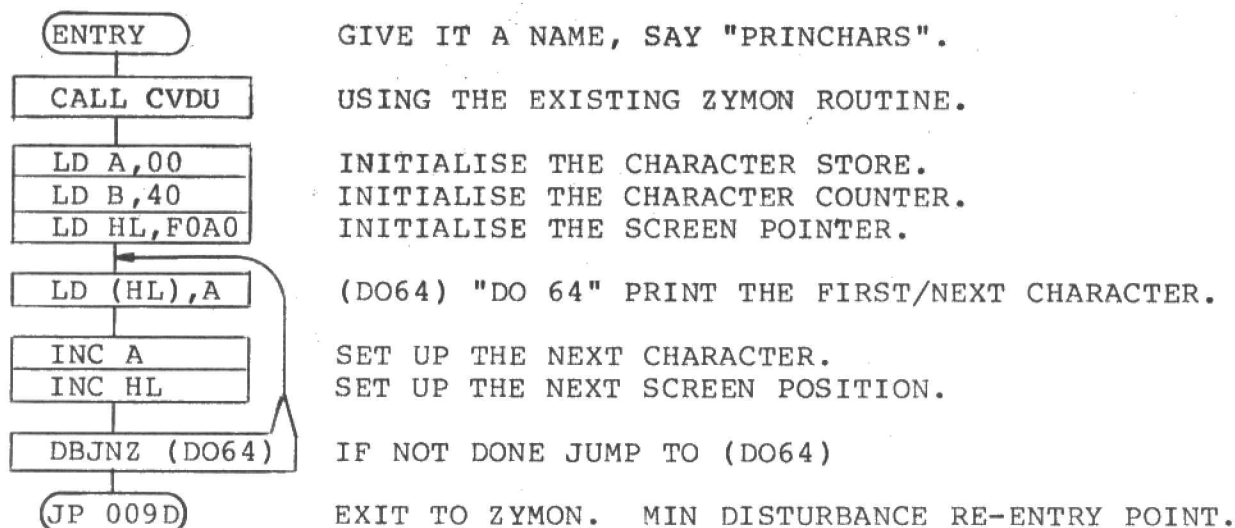 ENTRY GIVE IT A NAME, SAY "PRINCHARS".
CALL CVDU USING THE EXISTING ZYMON ROUTINE.
LD A,00 INITIALISE THE CHARACTER STORE.
LD B,40 INITIALISE THE CHARACTER COUNTER.
LD HL,F0A0 INITIALISE THE SCREEN POINTER.
LD (HL),A (DO64) "DO 64" PRINT THE FIRST/NEXT CHARACTER.
INC A SET UP THE NEXT CHARACTER.
INC HL SET UP THE NEXT SCREEN POSITION.
DBJNZ (DO64) IF NOT DONE JUMP TO (DO64)
JP 009D EXIT TO ZYMON. MIN DISTURBANCE RE-ENTRY POINT.